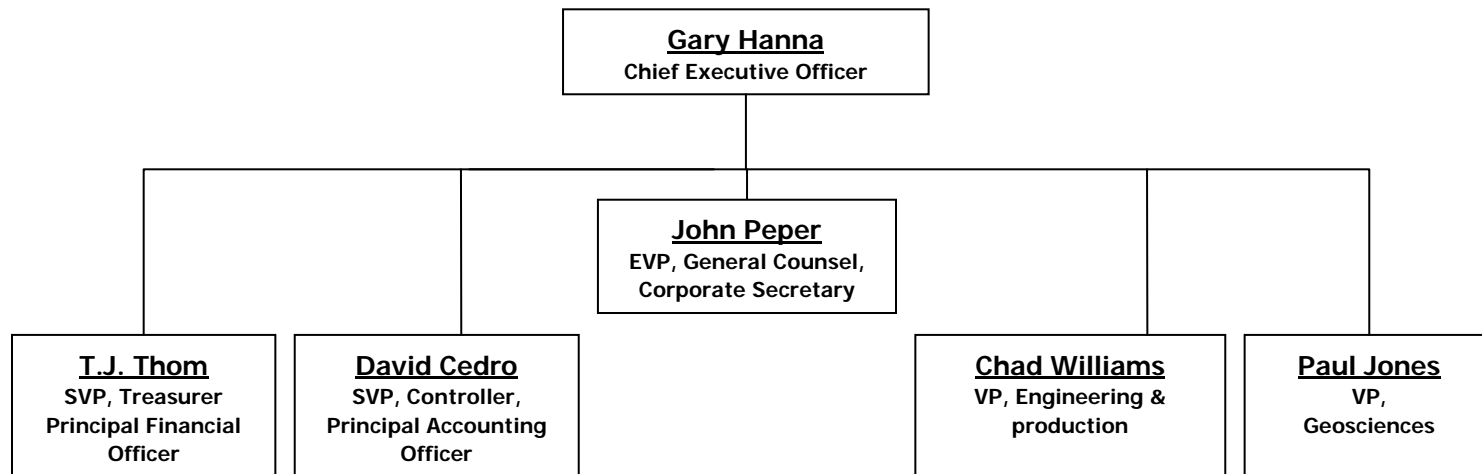 Gary Hanna
Chief Executive Officer
John Peper
EVP, General Counsel,
Corporate Secretary
T.J. Thom
SVP, Treasurer
Principal Financial
Officer
David Cedro
SVP, Controller,
Principal Accounting
Officer
Chad Williams
VP, Engineering &
production
Paul Jones
VP,
Geosciences